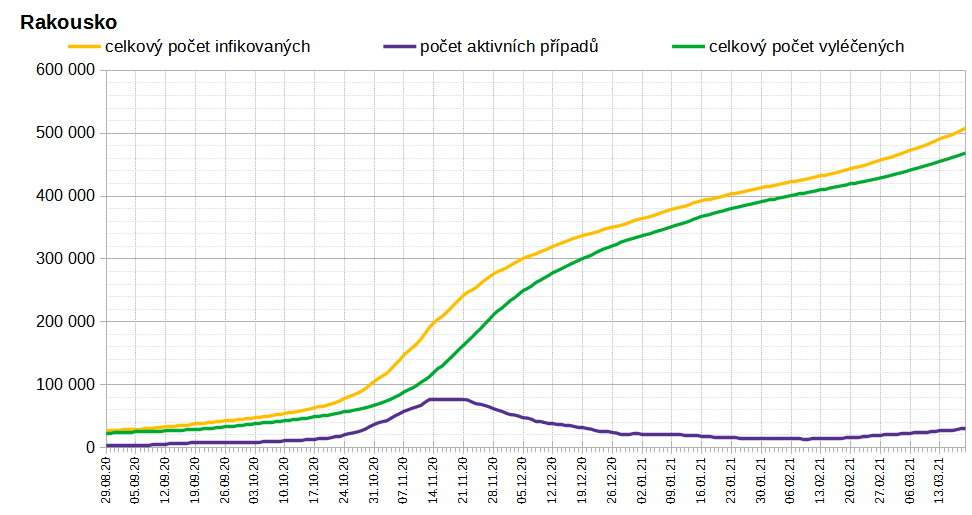 Rakousko
celkový počet infikovaných počet aktivních případů celkový počet vyléčených
600 000
500 000
400 000
300 000
200 000
100 000
0
29.08.20 05.09.20 12.09.20 19.09.20 26.09.20 03.10.20 10.10.20 17.10.20 24.10.20 31.10.20 07.11.20 14.11.20 21.11.20 28.11.20 05.12.20 12.12.20 19.12.20 26.12.20 02.01.21 09.01.21 16.01.21 23.01.21 30.01.21 06.02.21 13.02.21 20.02.21 27.02.21 06.03.21 13.03.21